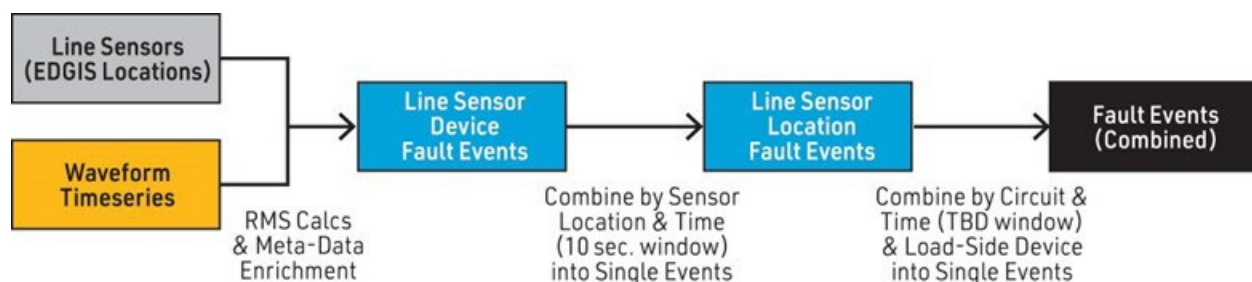 Line Sensors
(EDGIS Locations)
Waveform
Timeseries
RMS Calcs
& Meta-Data
Enrichment
Line Sensor
Device
Fault Events
Combine by Sensor
Location & Time
(10 sec. window)
into Single Events
Line Sensor
Location
Fault Events
Combine by Circuit &
Time (TBD window)
& Load-Side Device
into Single Events
Fault Events
(Combined)